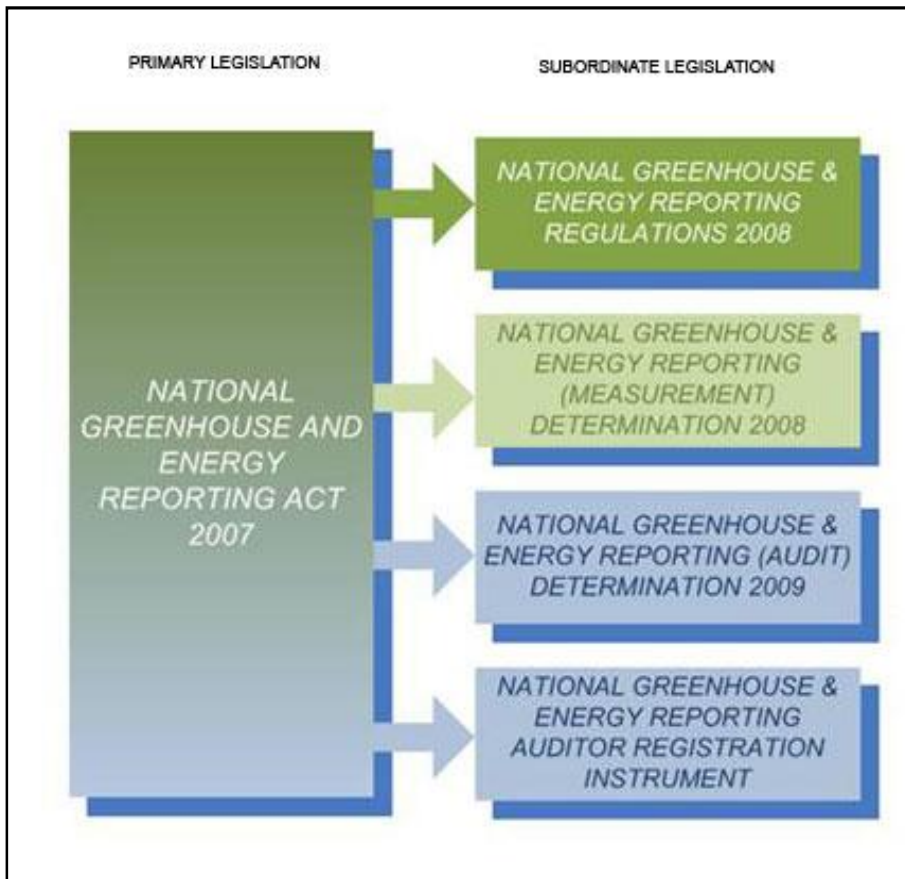 PRIMARY LEGISLATION
SUBORDINATE LEGISLATION
NATIONAL
GREENHOUSE AND
ENERGY
REPORTING ACT
2007
NATIONAL GREENHOUSE &
ENERGY REPORTING
REGULATIONS 2008
NATIONAL GREENHOUSE &
ENERGY REPORTING
(MEASUREMENT)
DETERMINATION 2008
NATIONAL GREENHOUSE &
ENERGY REPORTING (AUDIT)
DETERMINATION 2009
NATIONAL GREENHOUSE &
ENERGY REPORTING
AUDITOR REGISTRATION
INSTRUMENT